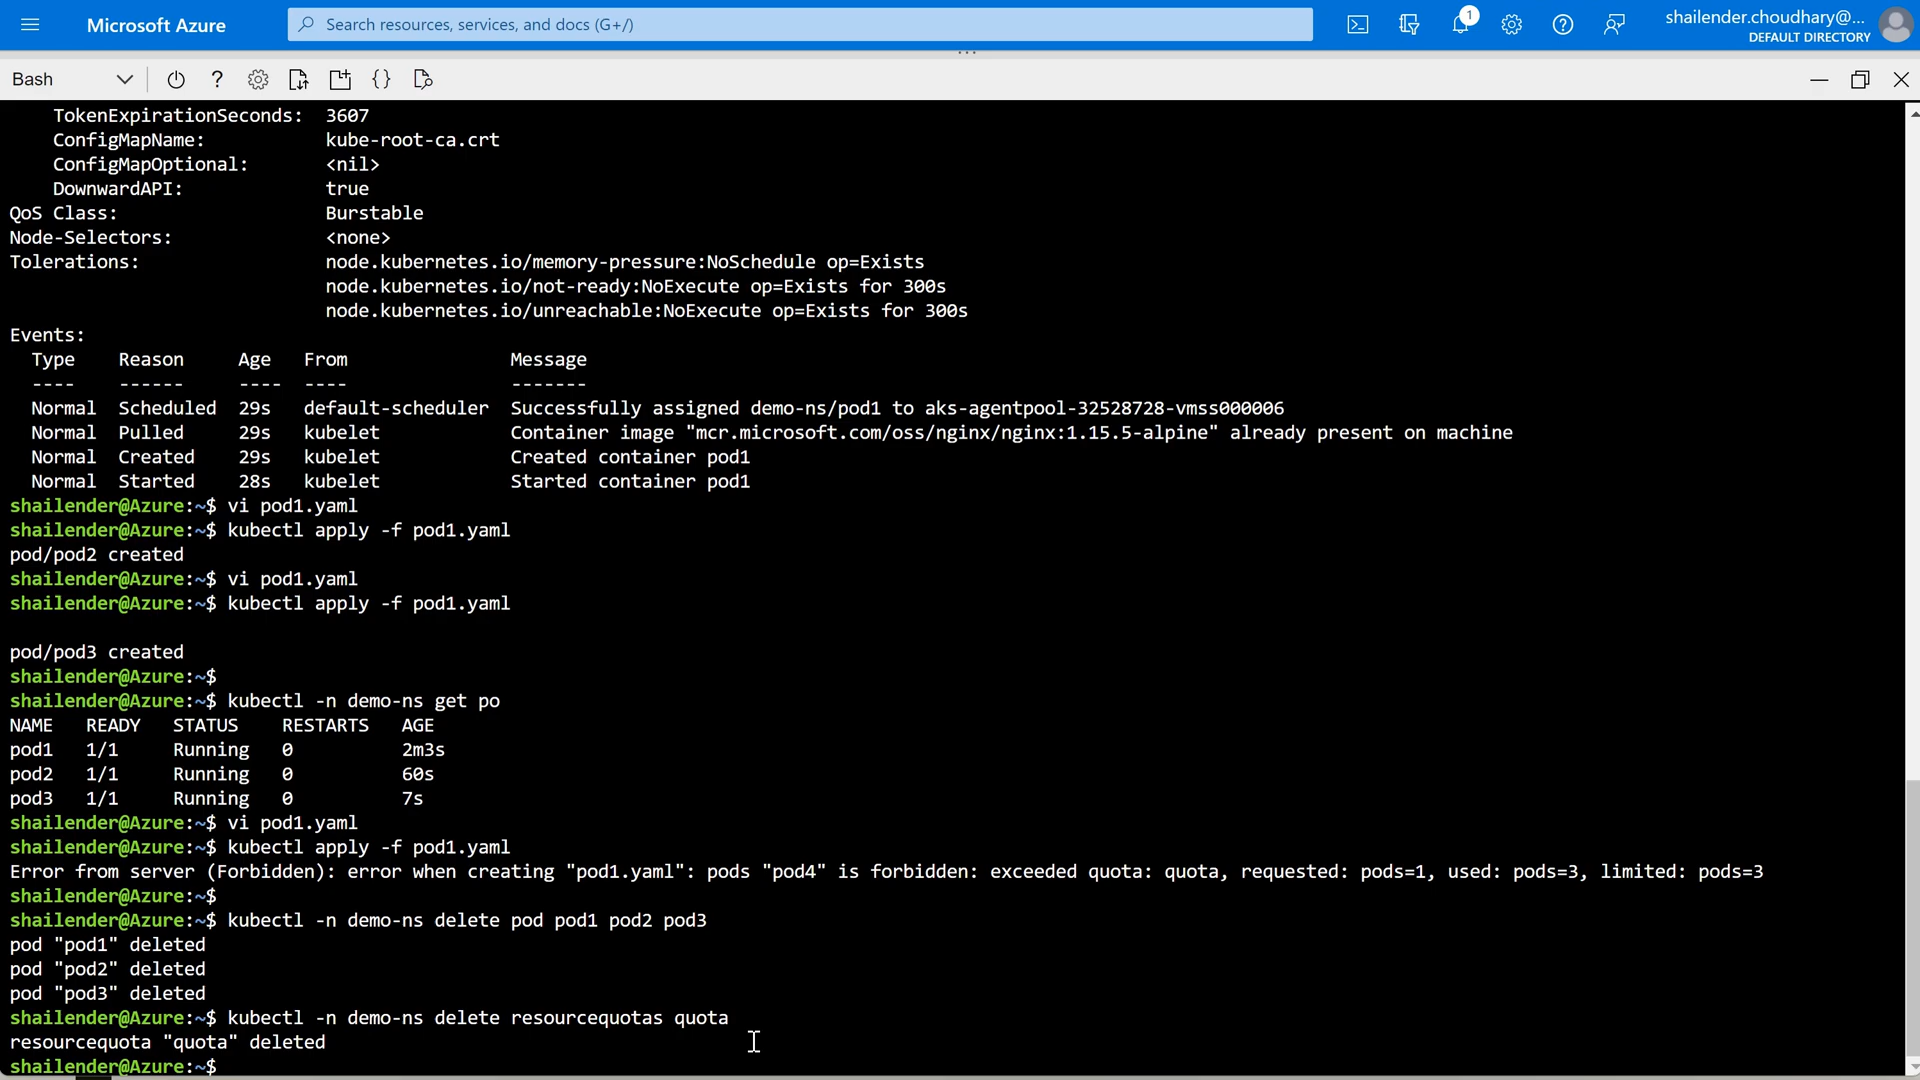 Microsoft Azure
Search resources, services, and docs (G+/)
1
shailender.choudhary@...
DEFAULT DIRECTORY
Bash
TokenExpirationSeconds: 3607
ConfigMapName: kube-root-ca.crt
ConfigMapOptional: <nil>
DownwardAPI: true
QoS Class: Burstable
Node-Selectors: <none>
Tolerations: node.kubernetes.io/memory-pressure:NoSchedule op=Exists
node.kubernetes.io/not-ready:NoExecute op=Exists for 300s
node.kubernetes.io/unreachable:NoExecute op=Exists for 300s
Events:
Type Reason Age From Message
---- ------ ---- ---- -------
Normal Scheduled 29s default-scheduler Successfully assigned demo-ns/pod1 to aks-agentpool-32528728-vmss000006
Normal Pulled 29s kubelet Container image "mcr.microsoft.com/oss/nginx/nginx:1.15.5-alpine" already present on machine
Normal Created 29s kubelet Created container pod1
Normal Started 28s kubelet Started container pod1
shailender@Azure:~$ vi pod1.yaml
shailender@Azure:~$ kubectl apply -f pod1.yaml
pod/pod2 created
shailender@Azure:~$ vi pod1.yaml
shailender@Azure:~$ kubectl apply -f pod1.yaml
pod/pod3 created
shailender@Azure:~$
shailender@Azure:~$ kubectl -n demo-ns get po
NAME READY STATUS RESTARTS AGE
pod1 1/1 Running 0 2m3s
pod2 1/1 Running 0 60s
pod3 1/1 Running 0 7s
shailender@Azure:~$ vi pod1.yaml
shailender@Azure:~$ kubectl apply -f pod1.yaml
Error from server (Forbidden): error when creating "pod1.yaml": pods "pod4" is forbidden: exceeded quota: quota, requested: pods=1, used: pods=3, limited: pods=3
shailender@Azure:~$
shailender@Azure:~$ kubectl -n demo-ns delete pod pod1 pod2 pod3
pod "pod1" deleted
pod "pod2" deleted
pod "pod3" deleted
shailender@Azure:~$ kubectl -n demo-ns delete resourcequotas quota
resourcequota "quota" deleted
shailender@Azure:~$